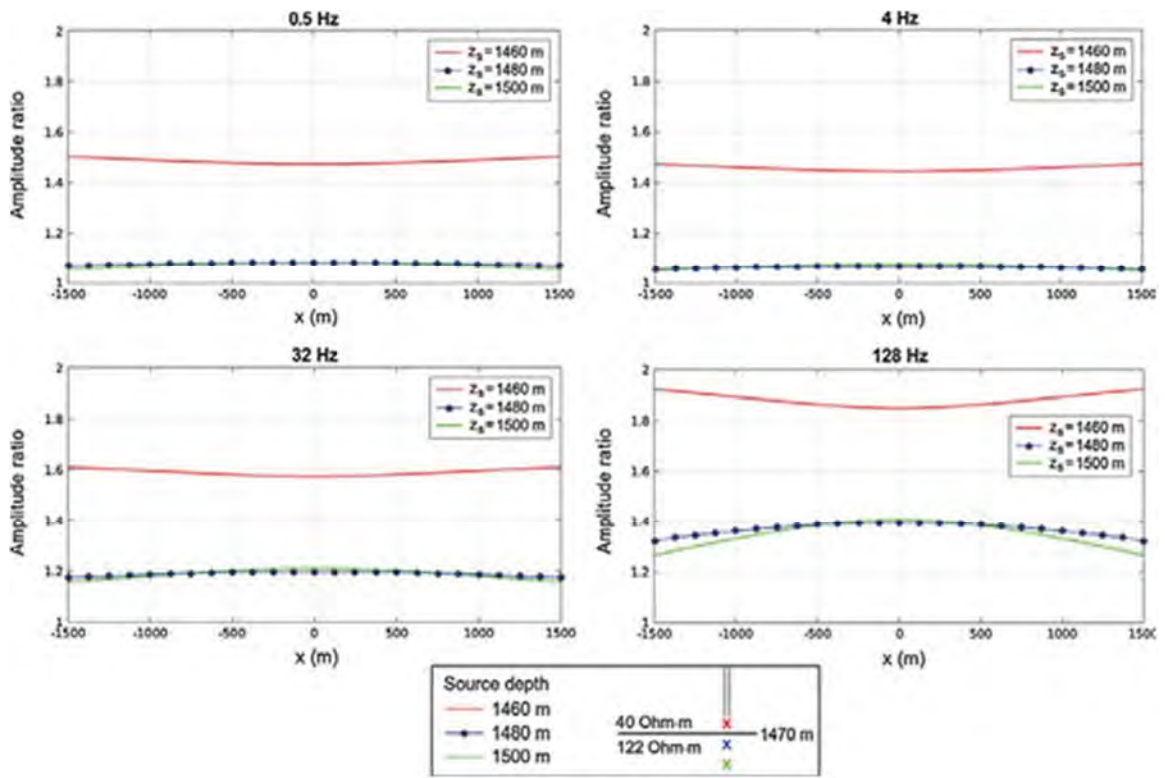 0.5 Hz
2
1.8
1.6
1.4
1.2
1
Amplitude ratio
z_s = 1460 m
z_s = 1480 m
z_s = 1500 m
-1500 -1000 -500 0 500 1000 1500
x (m)
4 Hz
2
1.8
1.6
1.4
1.2
1
Amplitude ratio
z_s = 1460 m
z_s = 1480 m
z_s = 1500 m
-1500 -1000 -500 0 500 1000 1500
x (m)
32 Hz
2
1.8
1.6
1.4
1.2
1
Amplitude ratio
z_s = 1460 m
z_s = 1480 m
z_s = 1500 m
-1500 -1000 -500 0 500 1000 1500
x (m)
128 Hz
2
1.8
1.6
1.4
1.2
1
Amplitude ratio
z_s = 1460 m
z_s = 1480 m
z_s = 1500 m
-1500 -1000 -500 0 500 1000 1500
x (m)
Source depth
1460 m
1480 m
1500 m
40 Ohm·m
122 Ohm·m
1470 m